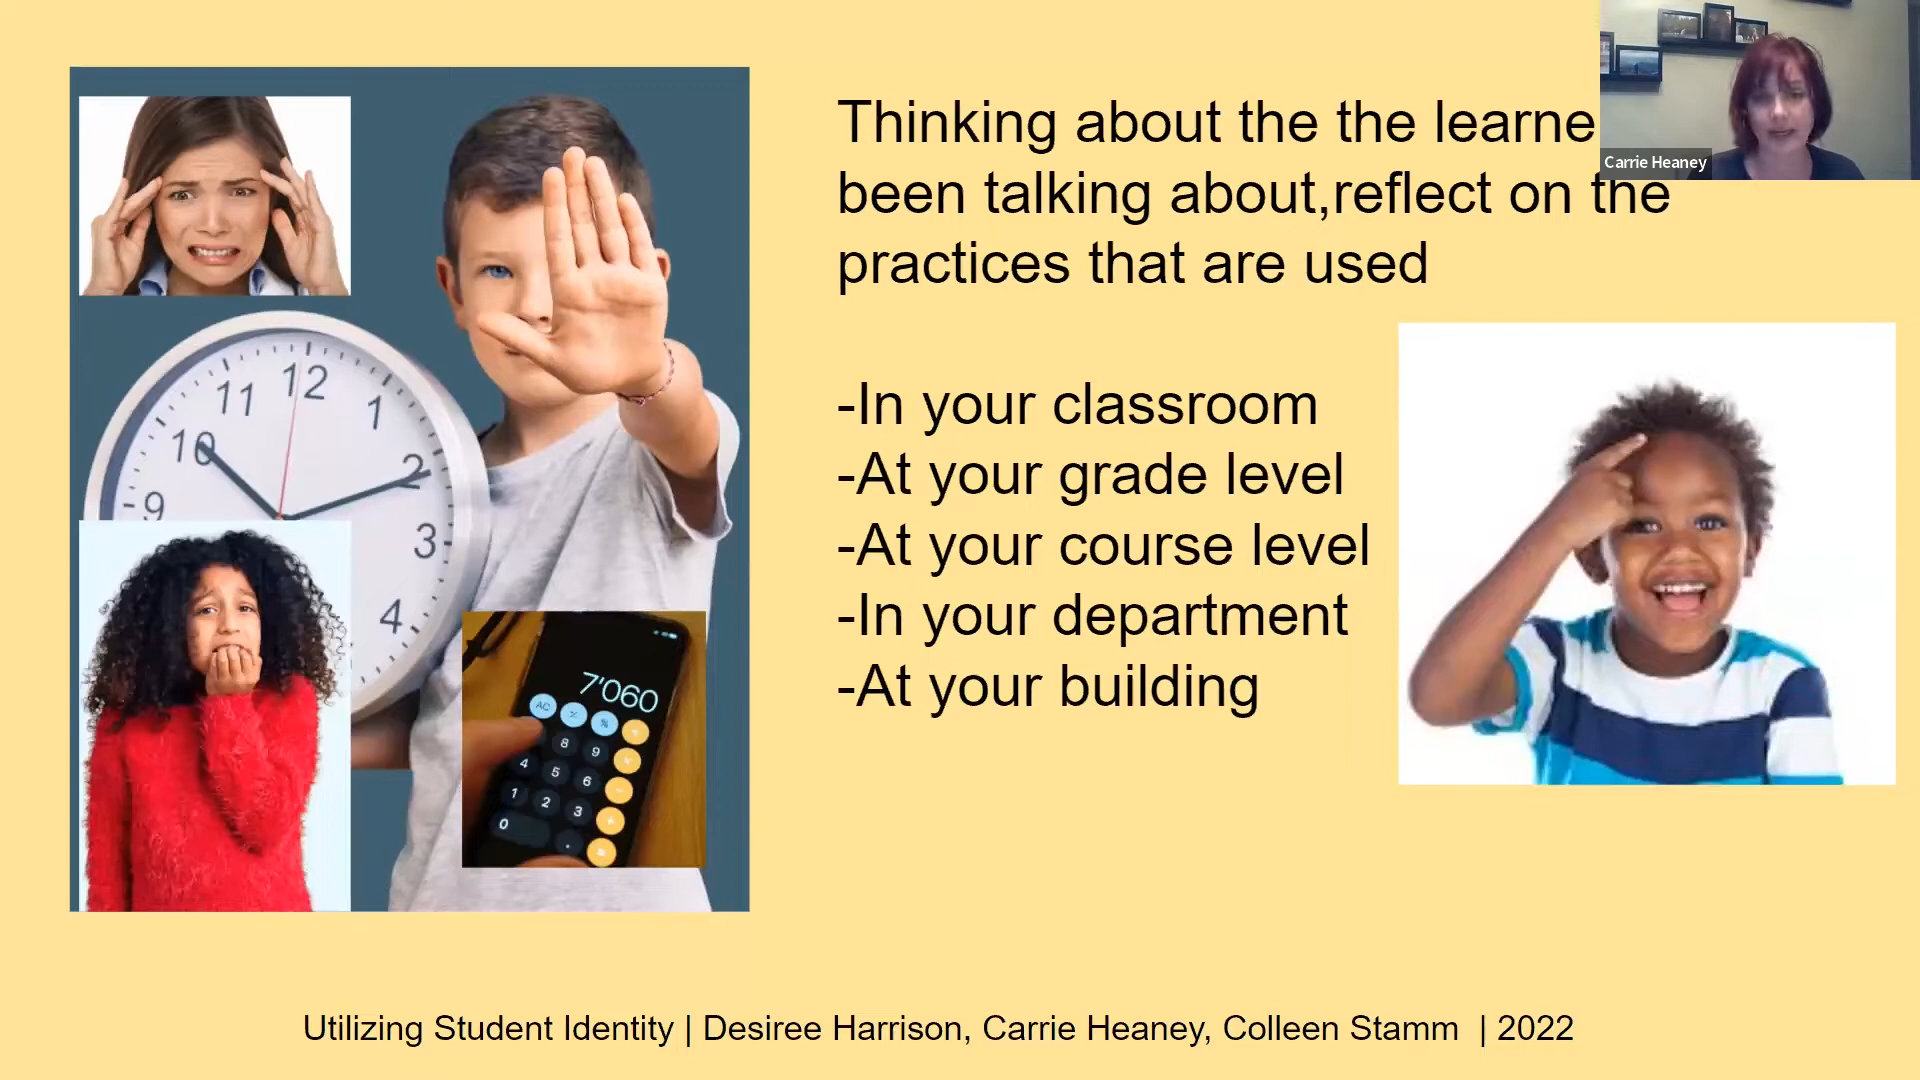 Thinking about the the learne
been talking about,reflect on the
practices that are used
-In your classroom
-At your grade level
-At your course level
-In your department
-At your building
Carrie Heaney
12
11
1
10
2
9
3
4
7'060
AC
%
8 9
4 5 6
1 2 3
0 .
Utilizing Student Identity | Desiree Harrison, Carrie Heaney, Colleen Stamm | 2022